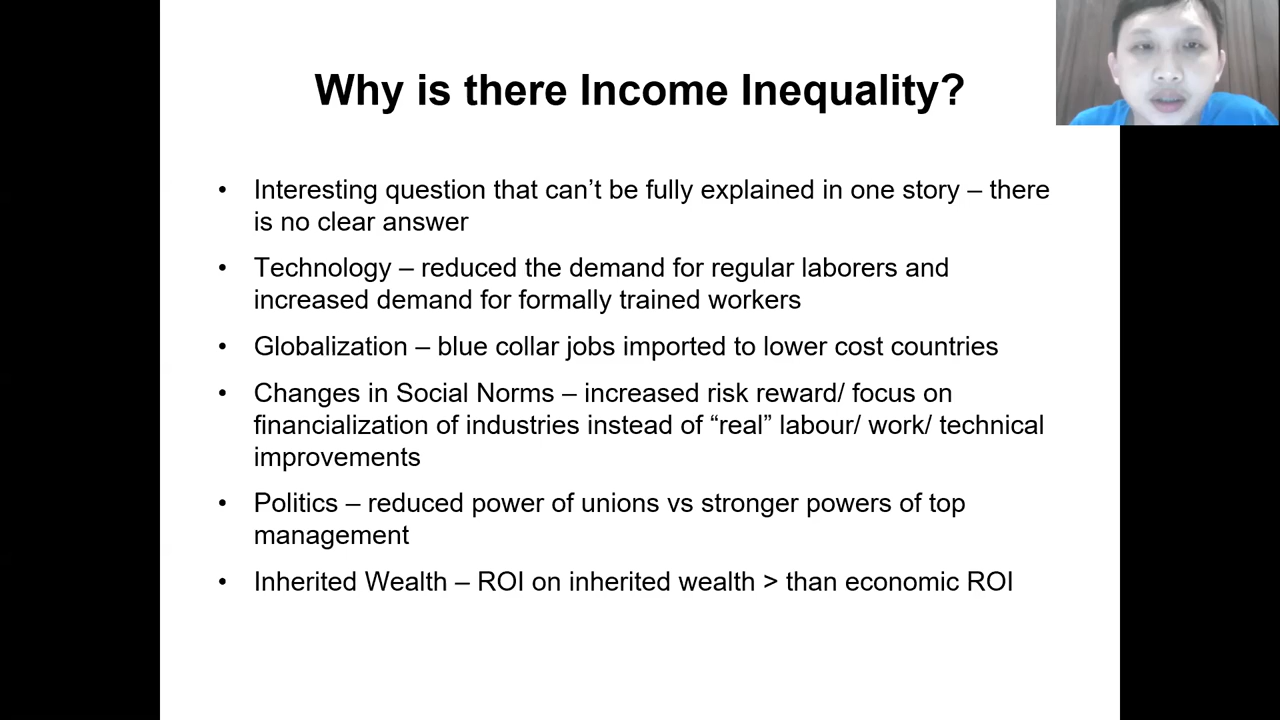 Why is there Income Inequality?
• Interesting question that can’t be fully explained in one story – there
is no clear answer
• Technology – reduced the demand for regular laborers and
increased demand for formally trained workers
• Globalization – blue collar jobs imported to lower cost countries
• Changes in Social Norms – increased risk reward/ focus on
financialization of industries instead of “real” labour/ work/ technical
improvements
• Politics – reduced power of unions vs stronger powers of top
management
• Inherited Wealth – ROI on inherited wealth > than economic ROI